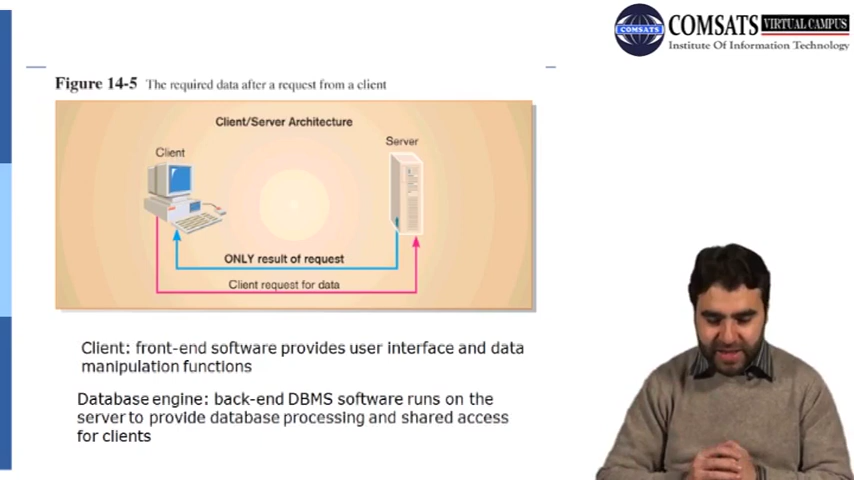 COMSATS
COMSATS VIRTUAL CAMPUS
Institute Of Information Technology
Figure 14-5 The required data after a request from a client
Client/Server Architecture
Client
Server
ONLY result of request
Client request for data
Client: front-end software provides user interface and data
manipulation functions
Database engine: back-end DBMS software runs on the
server to provide database processing and shared access
for clients